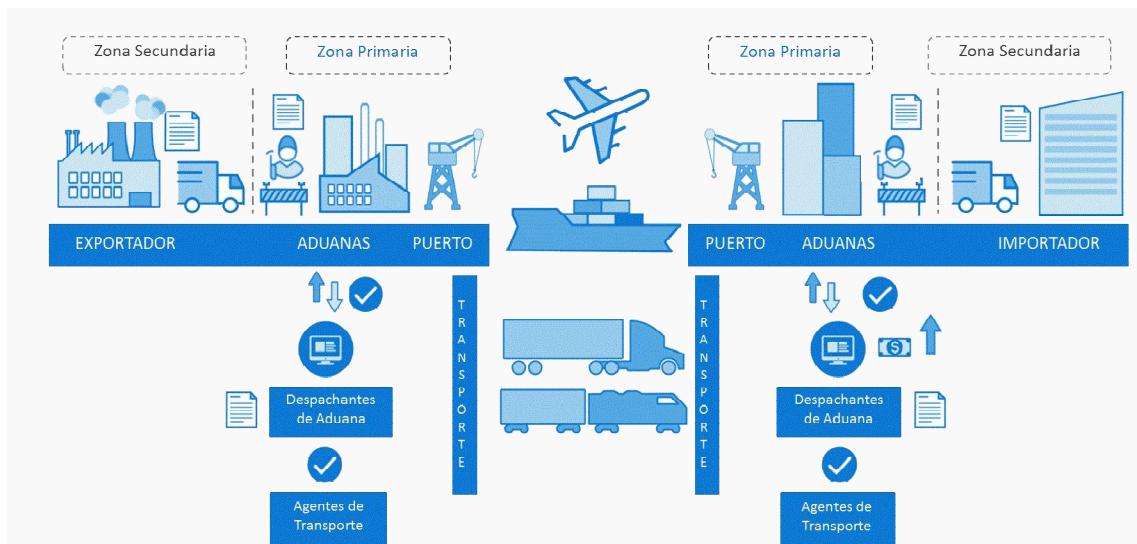 Zona Secundaria
Zona Primaria
Zona Primaria
Zona Secundaria
EXPORTADOR
ADUANAS
PUERTO
PUERTO
ADUANAS
IMPORTADOR
TRANSPORTE
TRANSPORTE
$
Despachantes
de Aduana
Despachantes
de Aduana
Agentes de
Transporte
Agentes de
Transporte